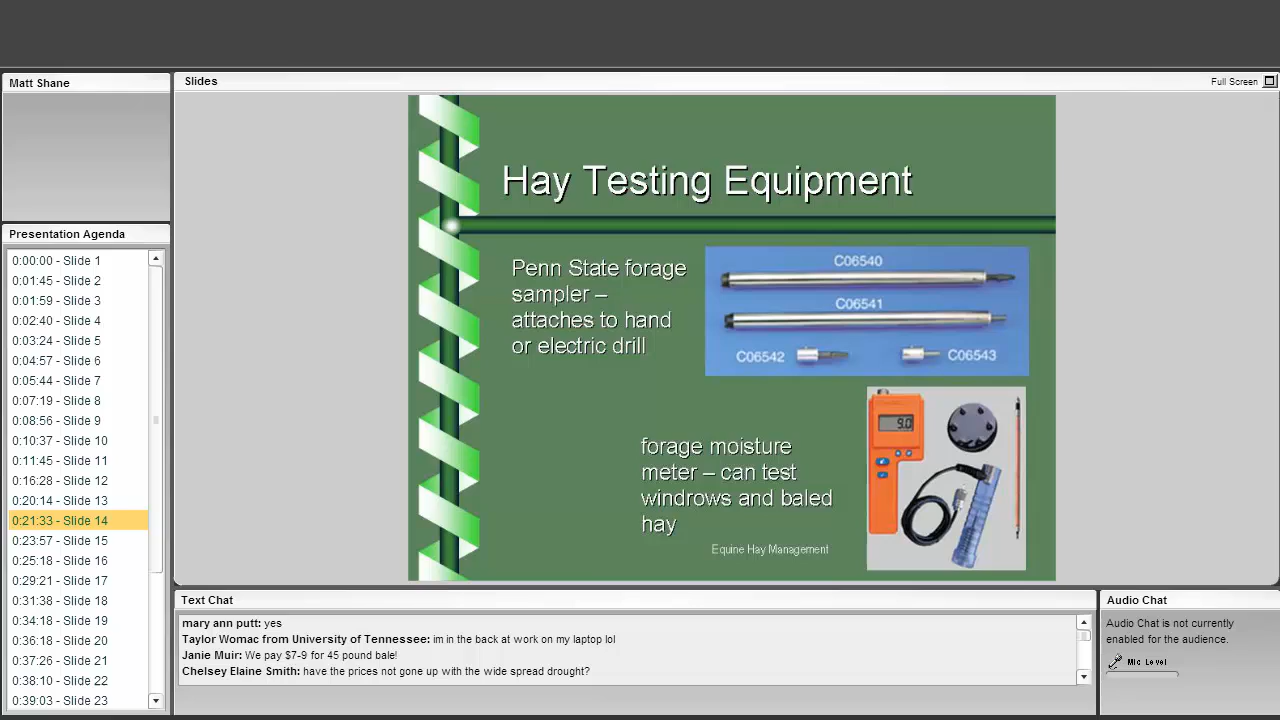 Matt Shane
Slides
Full Screen
Hay Testing Equipment
Penn State forage
sampler –
attaches to hand
or electric drill
C06540
C06541
C06542
C06543
forage moisture
meter – can test
windrows and baled
hay
9.0
Equine Hay Management
Presentation Agenda
0:00:00 - Slide 1
0:01:45 - Slide 2
0:01:59 - Slide 3
0:02:40 - Slide 4
0:03:24 - Slide 5
0:04:57 - Slide 6
0:05:44 - Slide 7
0:07:19 - Slide 8
0:08:56 - Slide 9
0:10:37 - Slide 10
0:11:45 - Slide 11
0:16:28 - Slide 12
0:20:14 - Slide 13
0:21:33 - Slide 14
0:23:57 - Slide 15
0:25:18 - Slide 16
0:29:21 - Slide 17
0:31:38 - Slide 18
0:34:18 - Slide 19
0:36:18 - Slide 20
0:37:26 - Slide 21
0:38:10 - Slide 22
0:39:03 - Slide 23
Text Chat
mary ann putt: yes
Taylor Womac from University of Tennessee: im in the back at work on my laptop lol
Janie Muir: We pay $7-9 for 45 pound bale!
Chelsey Elaine Smith: have the prices not gone up with the wide spread drought?
Audio Chat
Audio Chat is not currently
enabled for the audience.
Mic Level